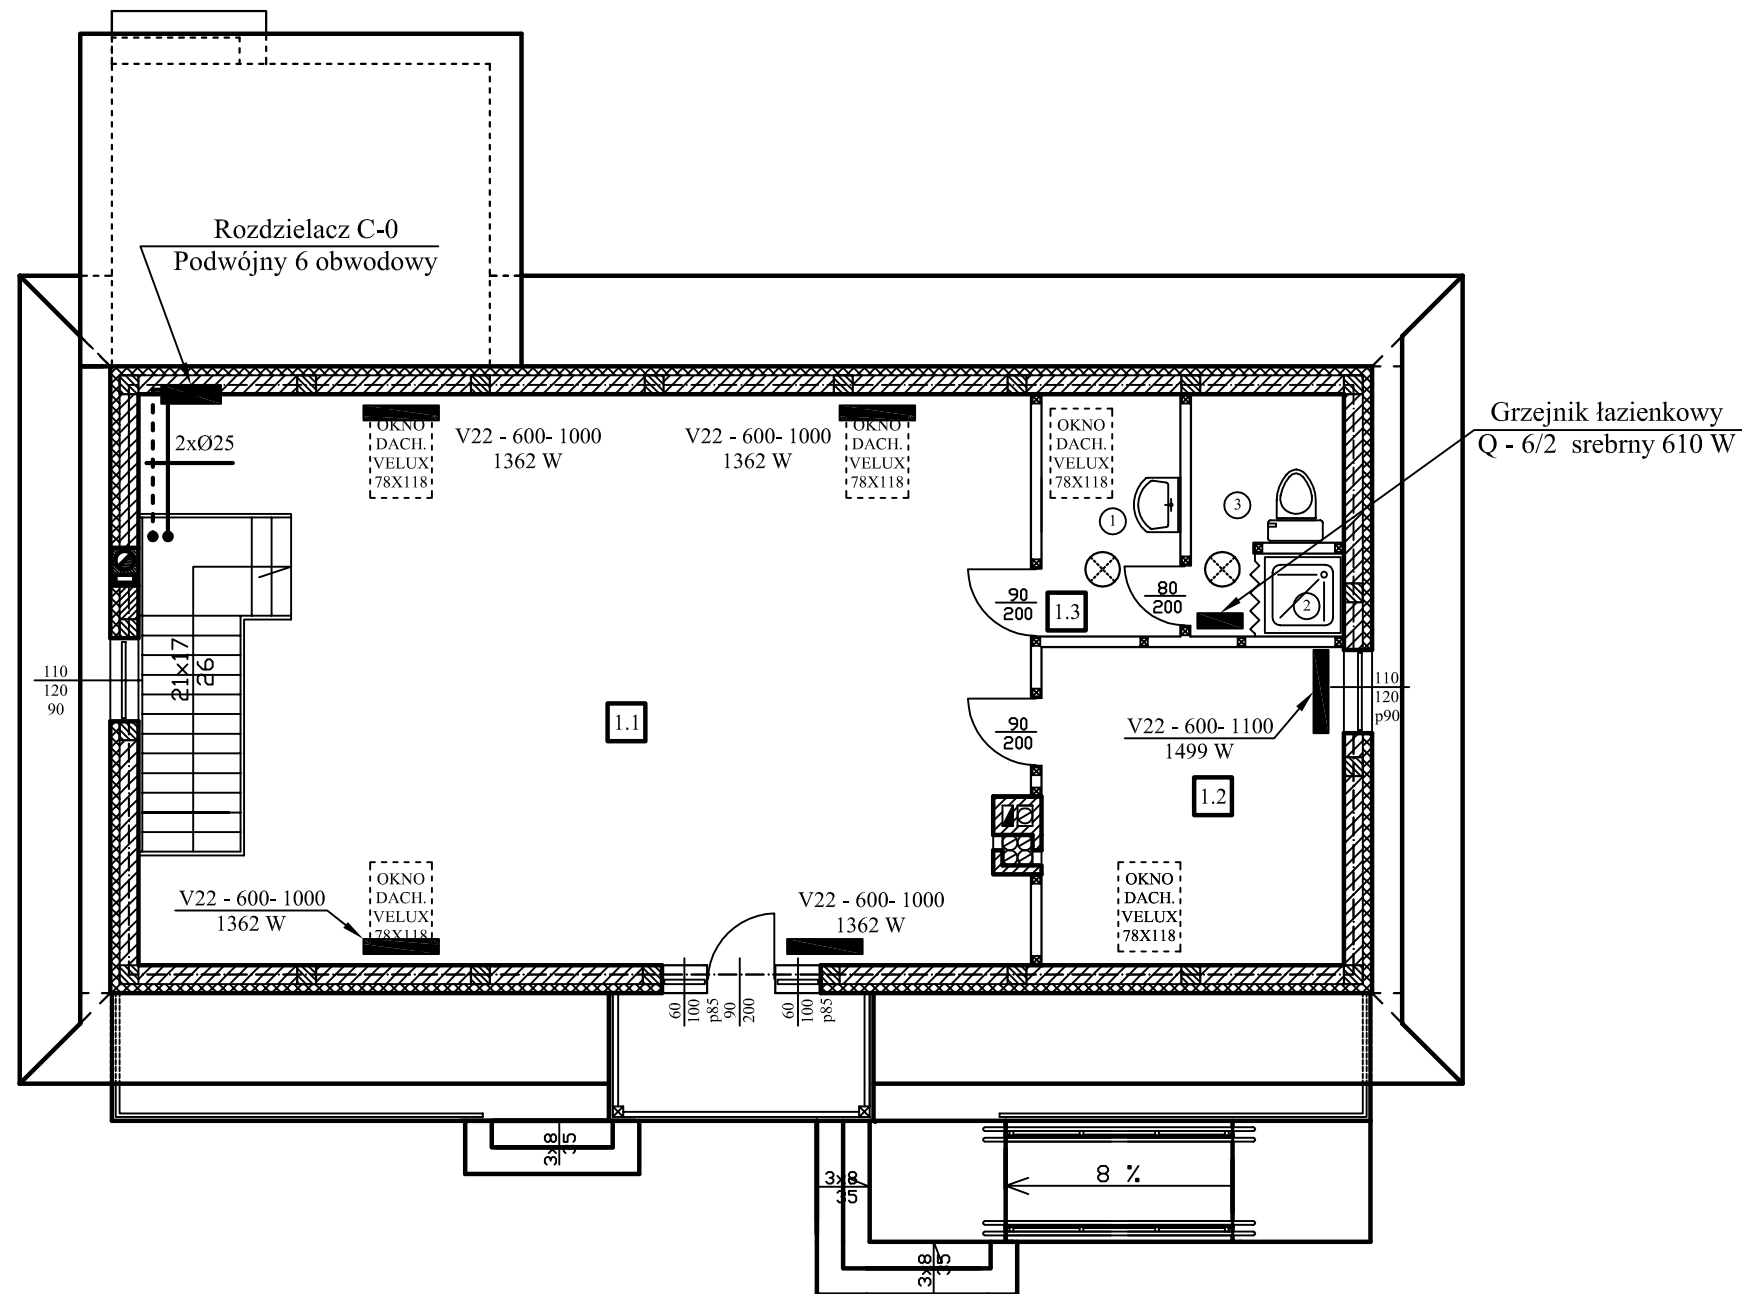 Rozdzielacz C-0
Podwójny 6 obwodowy
2xØ25
OKNO
DACH.
VELUX
78X118
V22 - 600- 1000
1362 W
V22 - 600- 1000
1362 W
OKNO
DACH.
VELUX
78X118
OKNO
DACH.
VELUX
78X118
Grzejnik łazienkowy
Q - 6/2 srebrny 610 W
1
3
2
90
200
1.3
80
200
110
120
90
21x17
26
1.1
90
200
V22 - 600- 1100
1499 W
110
120
p90
1.2
V22 - 600- 1000
1362 W
OKNO
DACH.
VELUX
78X118
V22 - 600- 1000
1362 W
OKNO
DACH.
VELUX
78X118
60
100
p85
90
200
60
100
p85
3x8
35
3x8
35
8 %
3x8
35